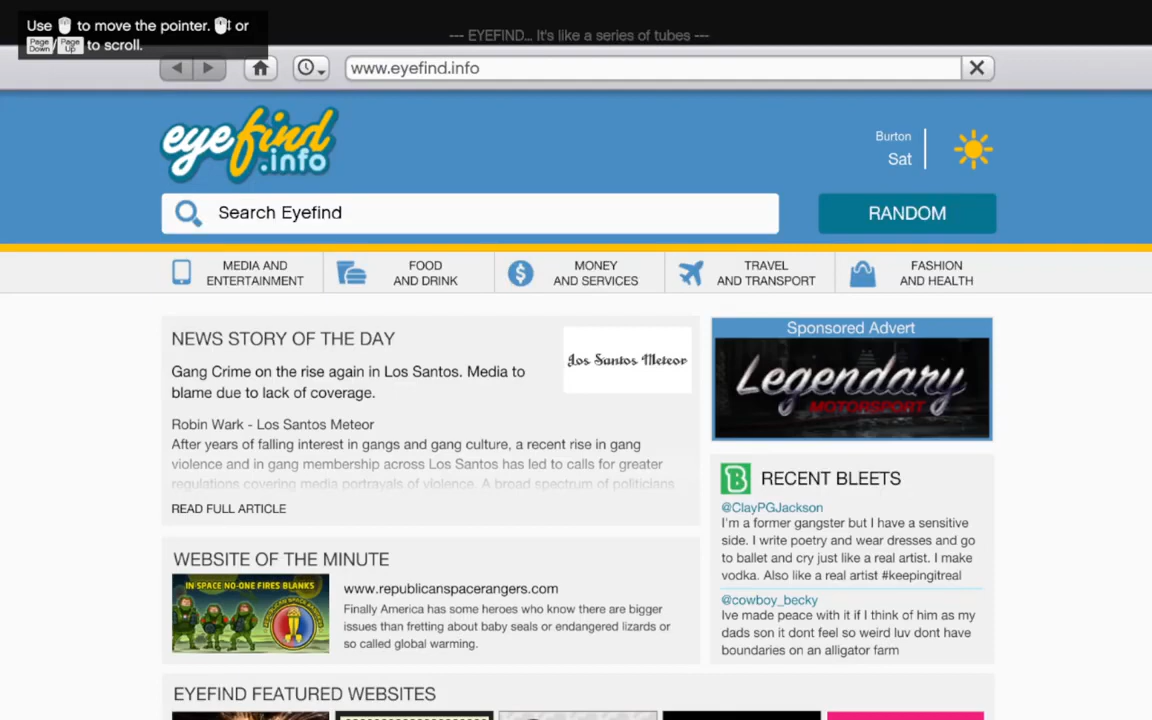 Use to move the pointer. or
Page Down / Page Up to scroll.
--- EYEFIND... It's like a series of tubes ---
www.eyefind.info
eyefind
.info
Burton
Sat
Search Eyefind
RANDOM
MEDIA AND
ENTERTAINMENT
FOOD
AND DRINK
MONEY
AND SERVICES
TRAVEL
AND TRANSPORT
FASHION
AND HEALTH
NEWS STORY OF THE DAY
Los Santos Meteor
Gang Crime on the rise again in Los Santos. Media to
blame due to lack of coverage.
Robin Wark - Los Santos Meteor
After years of falling interest in gangs and gang culture, a recent rise in gang
violence and in gang membership across Los Santos has led to calls for greater
regulations covering media portrayals of violence. A broad spectrum of politicians
READ FULL ARTICLE
Sponsored Advert
Legendary
MOTORSPORT
B
RECENT BLEETS
@ClayPGJackson
I'm a former gangster but I have a sensitive
side. I write poetry and wear dresses and go
to ballet and cry just like a real artist. I make
vodka. Also like a real artist #keepingitreal
@cowboy_becky
Ive made peace with it if I think of him as my
dads son it dont feel so weird luv dont have
boundaries on an alligator farm
WEBSITE OF THE MINUTE
IN SPACE NO-ONE FIRES BLANKS
www.republicanspacerangers.com
Finally America has some heroes who know there are bigger
issues than fretting about baby seals or endangered lizards or
so called global warming.
EYEFIND FEATURED WEBSITES